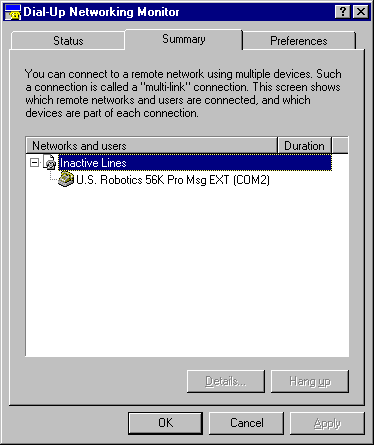 Dial-Up Networking Monitor
Status
Summary
Preferences
You can connect to a remote network using multiple devices. Such
a connection is called a "multi-link" connection. This screen shows
which remote networks and users are connected, and which
devices are part of each connection.
Networks and users
Duration
Inactive Lines
U.S. Robotics 56K Pro Msg EXT (COM2)
Details...
Hang up
OK
Cancel
Apply